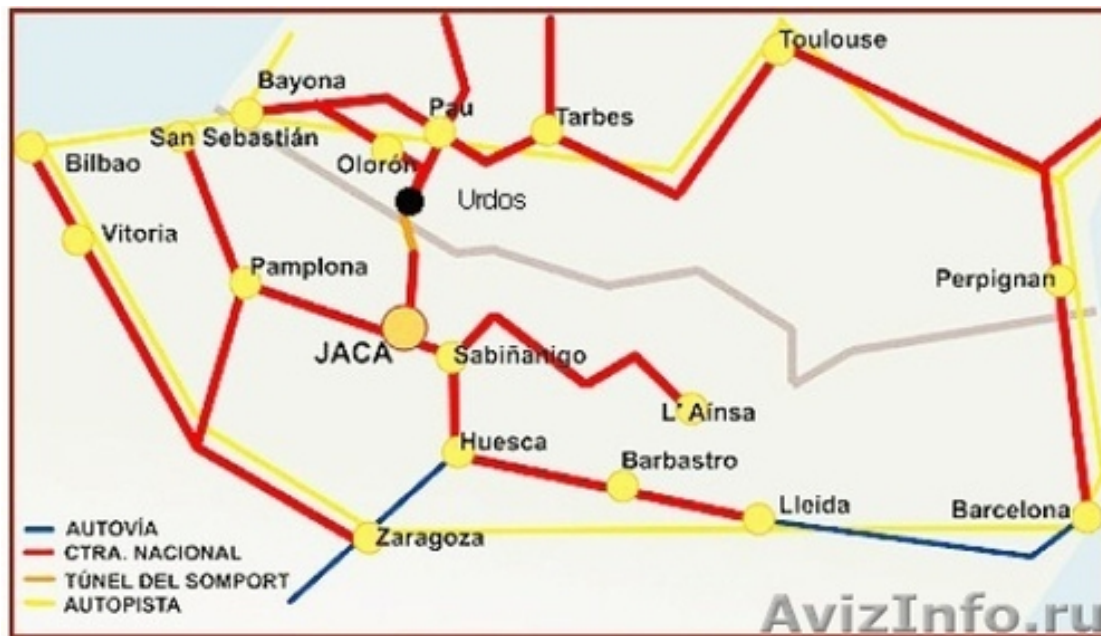 Toulouse
Bayona
Pau
Tarbes
San Sebastián
Bilbao
Olorón
Urdos
Vitoria
Pamplona
Perpignan
JACA
Sabiñanigo
L' Aínsa
Huesca
Barbastro
Lleida
Barcelona
Zaragoza
AUTOVÍA
CTRA. NACIONAL
TÚNEL DEL SOMPORT
AUTOPISTA
AvizInfo.ru